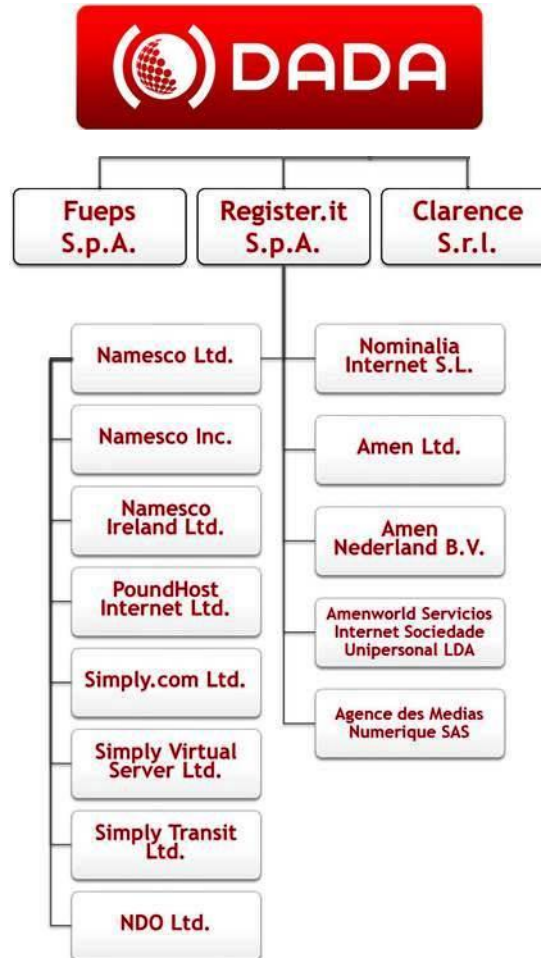 DADA
Fueps
S.p.A.
Register.it
S.p.A.
Clarence
S.r.l.
Namesco Ltd.
Nominalia
Internet S.L.
Namesco Inc.
Amen Ltd.
Namesco
Ireland Ltd.
Amen
Nederland B.V.
PoundHost
Internet Ltd.
Amenworld Servicios
Internet Sociedade
Unipersonal LDA
Simply.com Ltd.
Agence des Medias
Numerique SAS
Simply Virtual
Server Ltd.
Simply Transit
Ltd.
NDO Ltd.